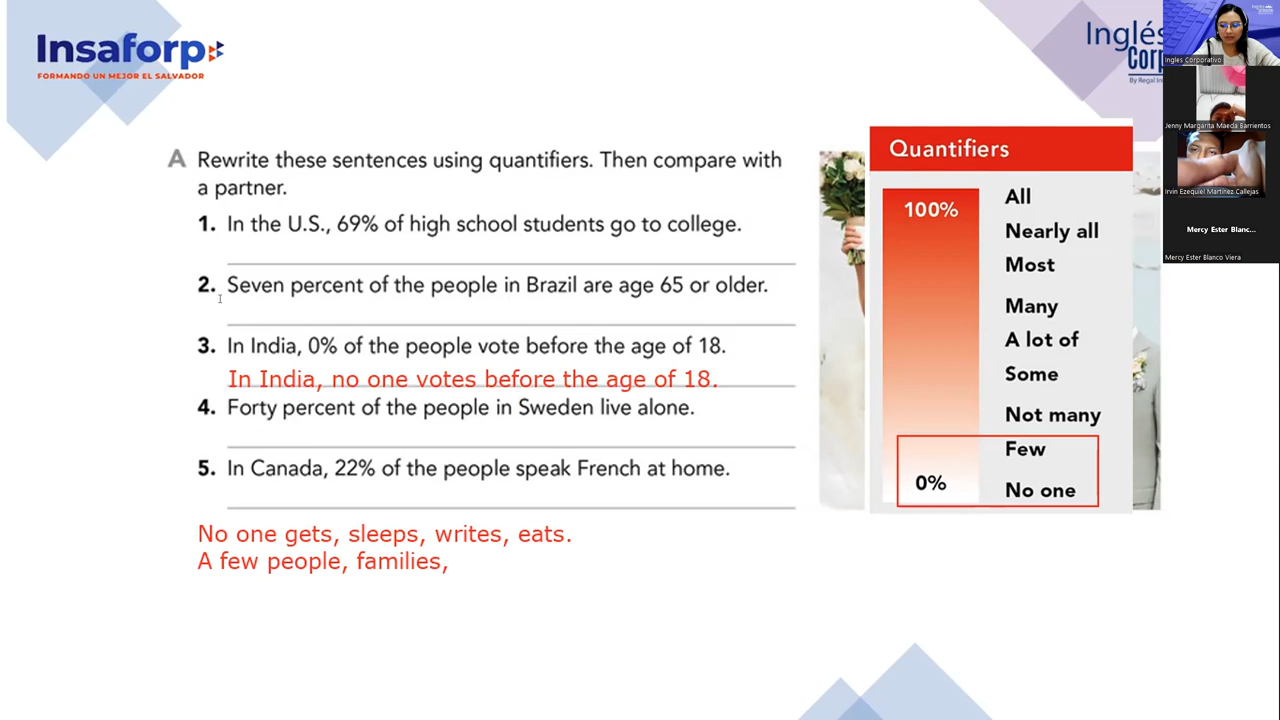 Insaforp
FORMANDO UN MEJOR EL SALVADOR
Inglés
Corp
By Regal In
A Rewrite these sentences using quantifiers. Then compare with
a partner.
1. In the U.S., 69% of high school students go to college.
2. Seven percent of the people in Brazil are age 65 or older.
3. In India, 0% of the people vote before the age of 18.
In India, no one votes before the age of 18.
4. Forty percent of the people in Sweden live alone.
5. In Canada, 22% of the people speak French at home.
No one gets, sleeps, writes, eats.
A few people, families,
Quantifiers
100%
All
Nearly all
Most
Many
A lot of
Some
Not many
Few
0%
No one
Ingles Corporativo
Jenny Margarita Maeda Barrientos
Irvin Ezequiel Martinez Callejas
Mercy Ester Blanc...
Mercy Ester Blanco Viera